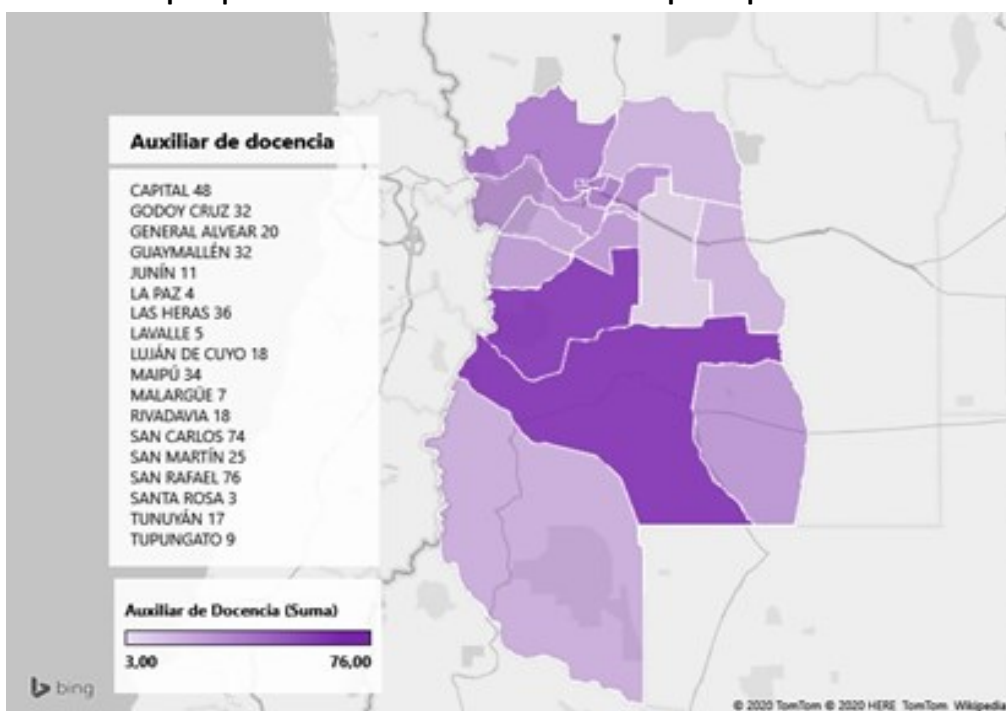 Auxiliar de docencia
CAPITAL 48
GODOY CRUZ 32
GENERAL ALVEAR 20
GUAYMALLÉN 32
JUNÍN 11
LA PAZ 4
LAS HERAS 36
LAVALLE 5
LUJÁN DE CUYO 18
MAIPÚ 34
MALARGÜE 7
RIVADAVIA 18
SAN CARLOS 74
SAN MARTÍN 25
SAN RAFAEL 76
SANTA ROSA 3
TUNUYÁN 17
TUPUNGATO 9
Auxiliar de Docencia (Suma)
3,00 76,00
bing
© 2020 TomTom © 2020 HERE TomTom Wikipedia